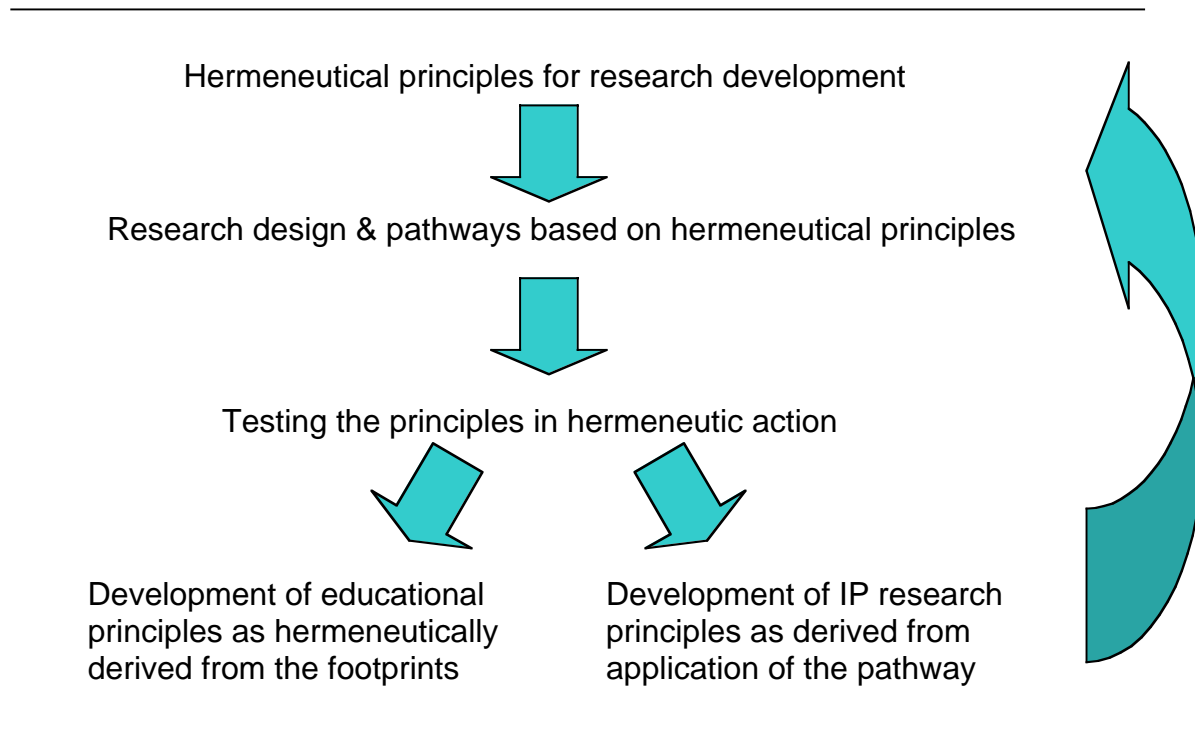 Hermeneutical principles for research development
Research design & pathways based on hermeneutical principles
Testing the principles in hermeneutic action
Development of educational
principles as hermeneutically
derived from the footprints
Development of IP research
principles as derived from
application of the pathway